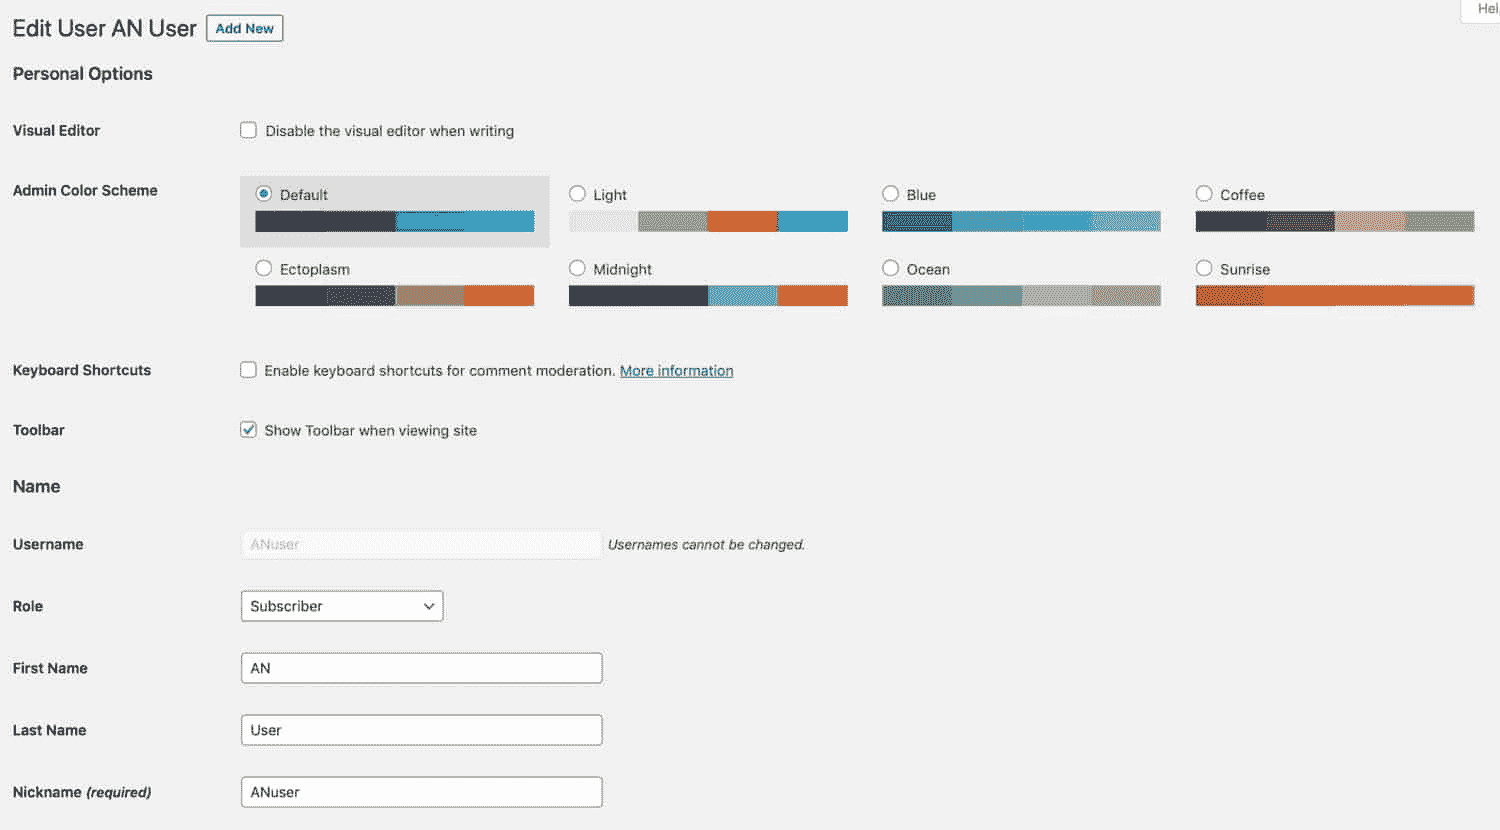 Hel
Edit User AN User Add New
Personal Options
Visual Editor Disable the visual editor when writing
Admin Color Scheme Default Light Blue Coffee
Ectoplasm Midnight Ocean Sunrise
Keyboard Shortcuts Enable keyboard shortcuts for comment moderation. More information
Toolbar Show Toolbar when viewing site
Name
Username ANuser Usernames cannot be changed.
Role Subscriber
First Name AN
Last Name User
Nickname (required) ANuser